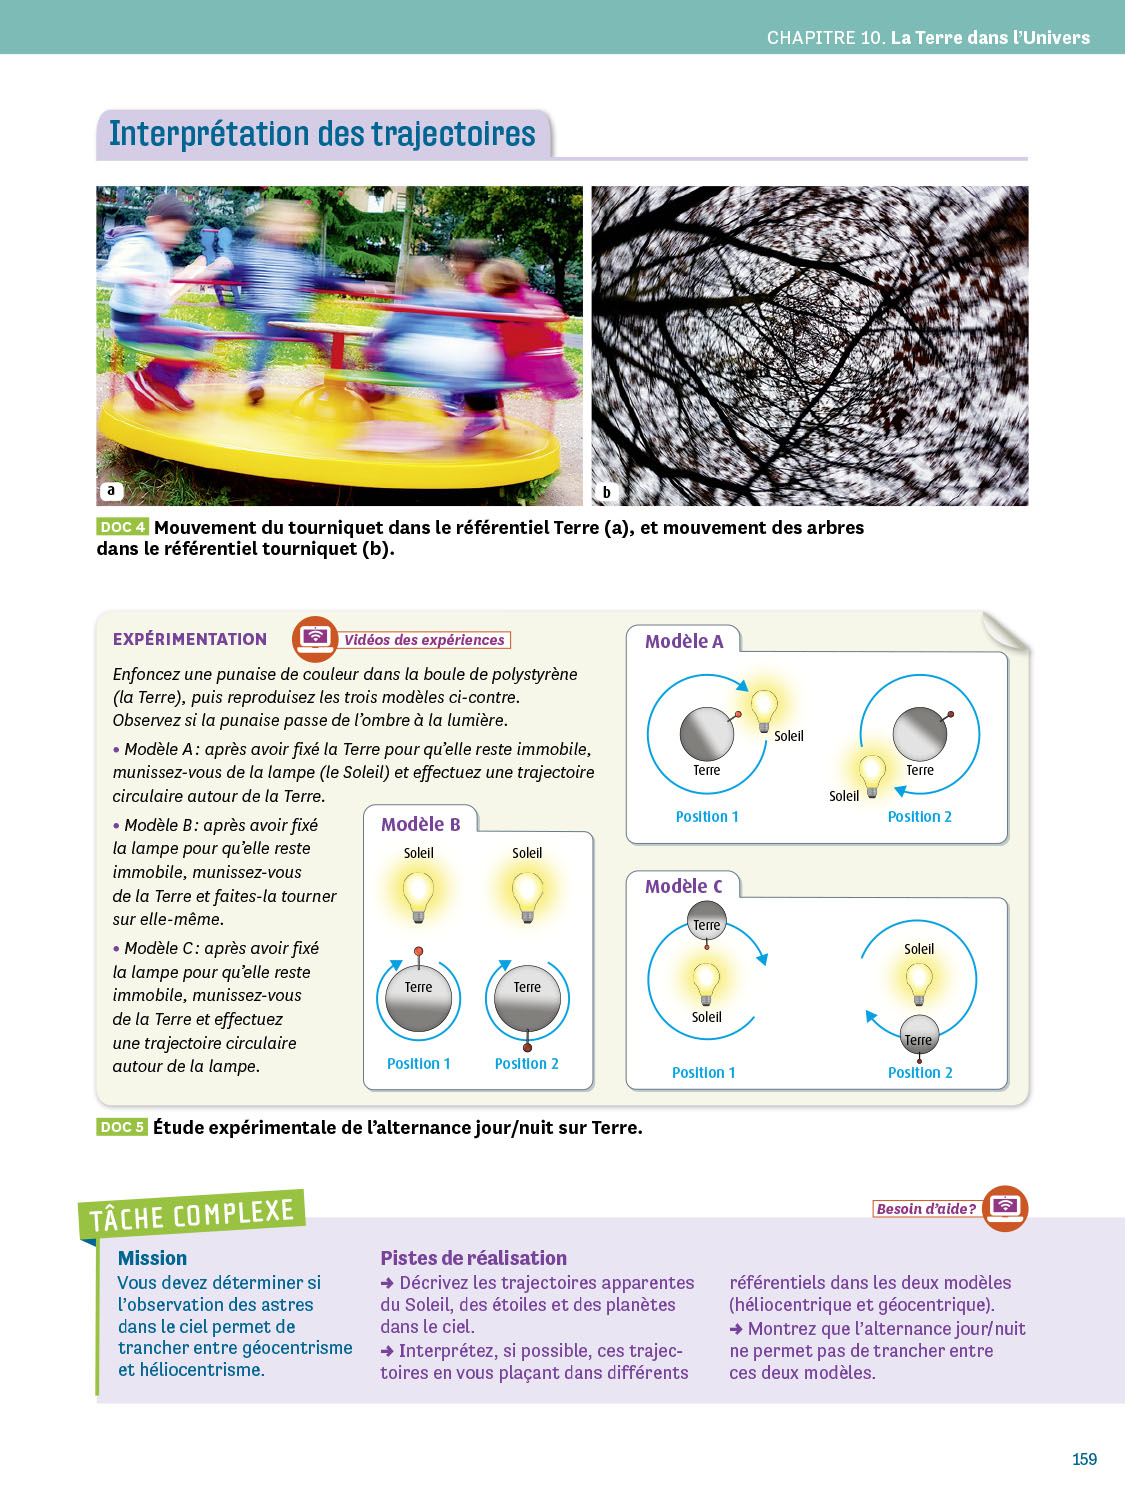 CHAPITRE 10. La Terre dans l'Univers
Interprétation des trajectoires
a
b
DOC 4 Mouvement du tourniquet dans le référentiel Terre (a), et mouvement des arbres
dans le référentiel tourniquet (b).
EXPÉRIMENTATION
Vidéos des expériences
Enfoncez une punaise de couleur dans la boule de polystyrène
(la Terre), puis reproduisez les trois modèles ci-contre.
Observez si la punaise passe de l'ombre à la lumière.
• Modèle A : après avoir fixé la Terre pour qu'elle reste immobile,
munissez-vous de la lampe (le Soleil) et effectuez une trajectoire
circulaire autour de la Terre.
• Modèle B : après avoir fixé
la lampe pour qu'elle reste
immobile, munissez-vous
de la Terre et faites-la tourner
sur elle-même.
• Modèle C : après avoir fixé
la lampe pour qu'elle reste
immobile, munissez-vous
de la Terre et effectuez
une trajectoire circulaire
autour de la lampe.
Modèle B
Soleil
Soleil
Terre
Terre
Position 1
Position 2
Modèle A
Soleil
Terre
Terre
Soleil
Position 1
Position 2
Modèle C
Terre
Soleil
Soleil
Terre
Position 1
Position 2
DOC 5 Étude expérimentale de l'alternance jour/nuit sur Terre.
TÂCHE COMPLEXE
Besoin d'aide?
Mission
Vous devez déterminer si
l'observation des astres
dans le ciel permet de
trancher entre géocentrisme
et héliocentrisme.
Pistes de réalisation
➜ Décrivez les trajectoires apparentes
du Soleil, des étoiles et des planètes
dans le ciel.
➜ Interprétez, si possible, ces trajec-
toires en vous plaçant dans différents
référentiels dans les deux modèles
(héliocentrique et géocentrique).
➜ Montrez que l'alternance jour/nuit
ne permet pas de trancher entre
ces deux modèles.
159